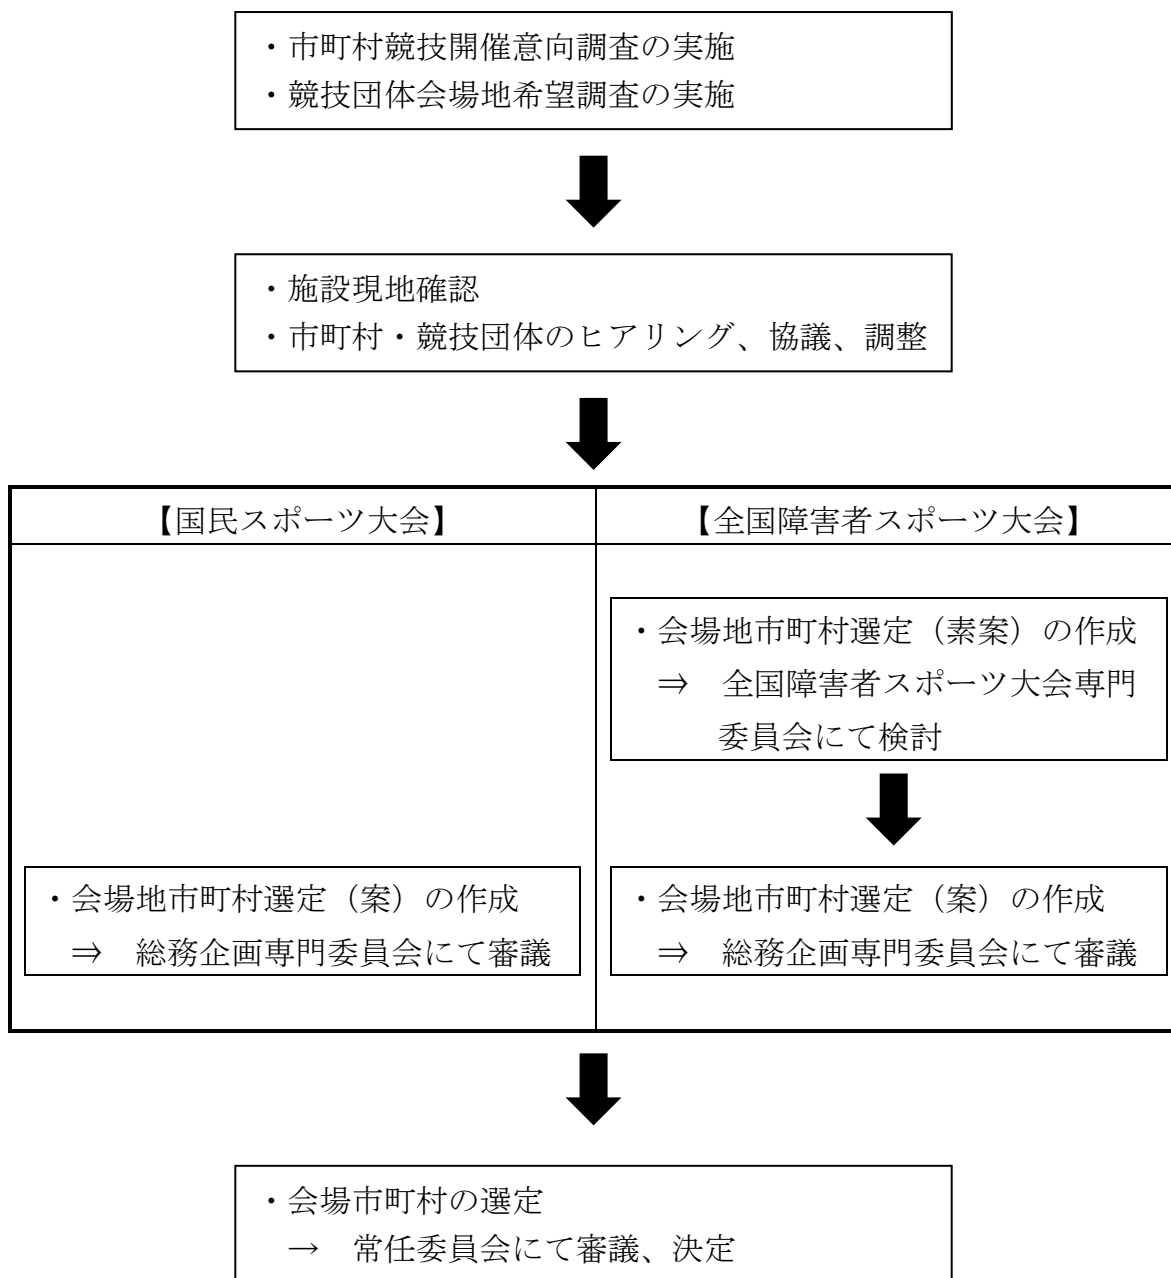 ・市町村競技開催意向調査の実施
・競技団体会場地希望調査の実施
・施設現地確認
・市町村・競技団体のヒアリング、協議、調整
【国民スポーツ大会】
・会場地市町村選定（案）の作成
⇒　総務企画専門委員会にて審議
【全国障害者スポーツ大会】
・会場地市町村選定（素案）の作成
⇒　全国障害者スポーツ大会専門
委員会にて検討
・会場地市町村選定（案）の作成
⇒　総務企画専門委員会にて審議
・会場市町村の選定
→　常任委員会にて審議、決定